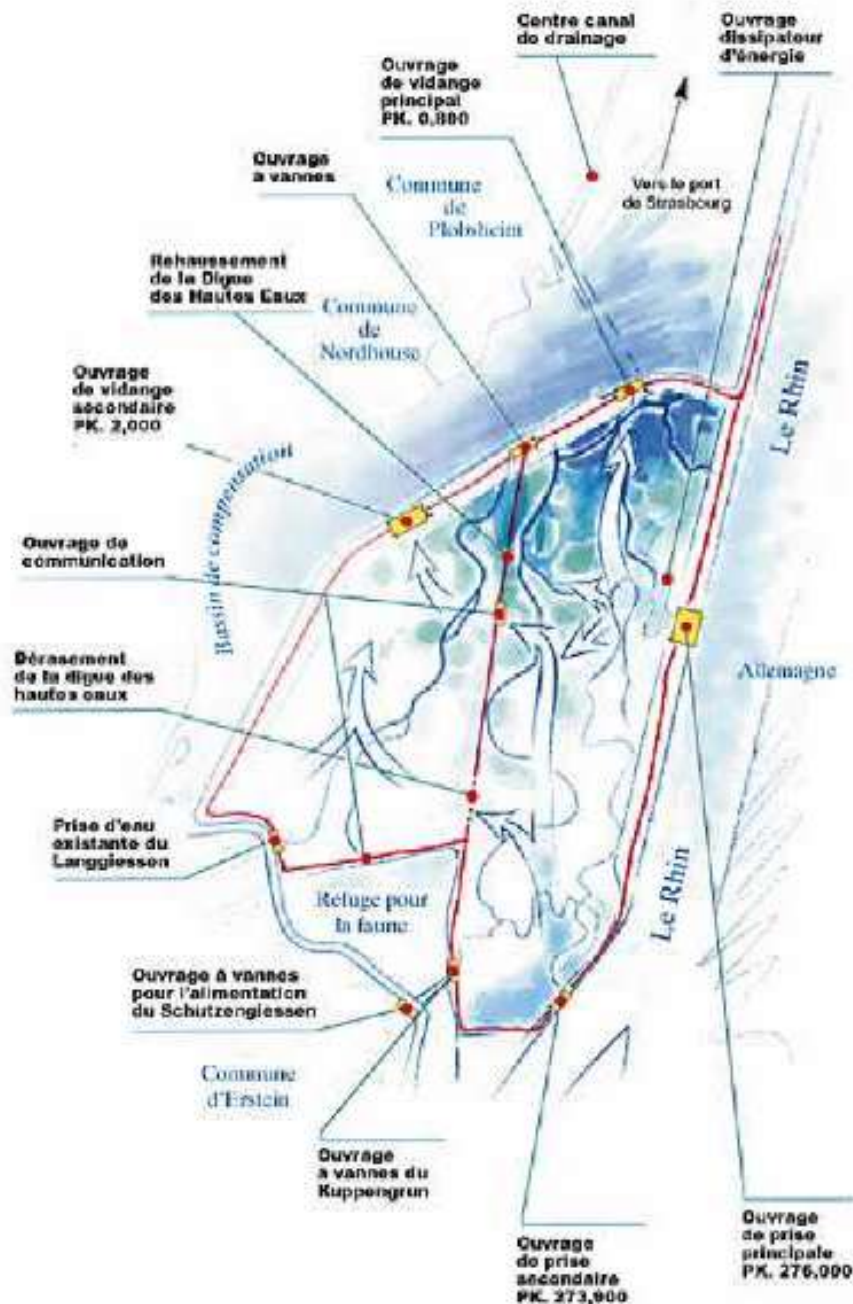 Centre canal
de drainage
Ouvrage
dissipateur
d'énergie
Ouvrage
de vidange
principal
PK. 0,880
Ouvrage
a vannes
Commune
de
Plobsheim
Vers le port
de Strasbourg
Rehaussement
de la Digue
des Hautes Eaux
Commune
de
Nordhouse
Ouvrage
de vidange
secondaire
PK. 2,000
Le Rhin
Bassin de compensation
Ouvrage de
communication
Dérasement
de la digue des
hautes eaux
Allemagne
Prise d'eau
existante du
Langgiessen
Refuge pour
la faune
Le Rhin
Ouvrage à vannes
pour l'alimentation
du Schutzengiessen
Commune
d'Erstein
Ouvrage
a vannes du
Kuppengrun
Ouvrage
de prise
secondaire
PK. 273,900
Ouvrage
de prise
principale
PK. 276,000